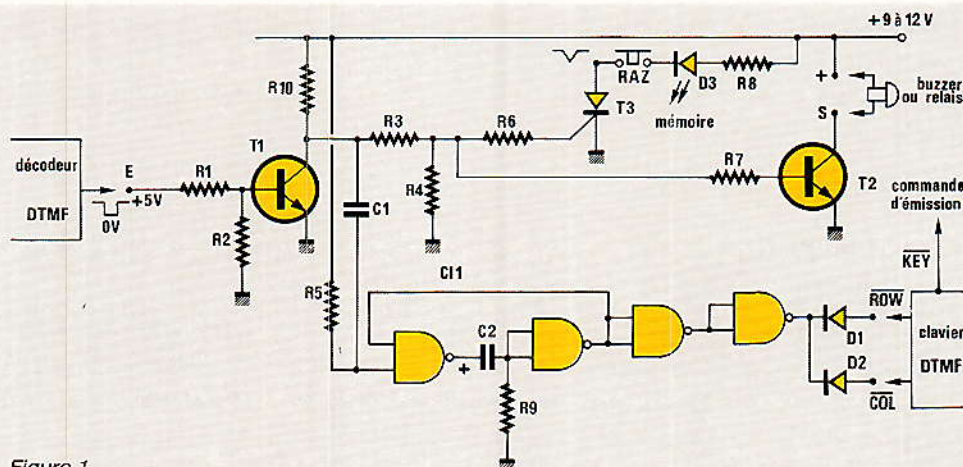 +9 à 12 V
R10
RAZ
D3
R8
+
buzzer
ou relais
S
T3
mémoire
R3
R6
T1
décodeur
DTMF
E
+5V
0V
R1
R2
R4
C1
R7
T2
commande
d'émission
KEY
CI1
R5
C2
+
R9
ROW
D1
D2
COL
clavier
DTMF
Figure 1